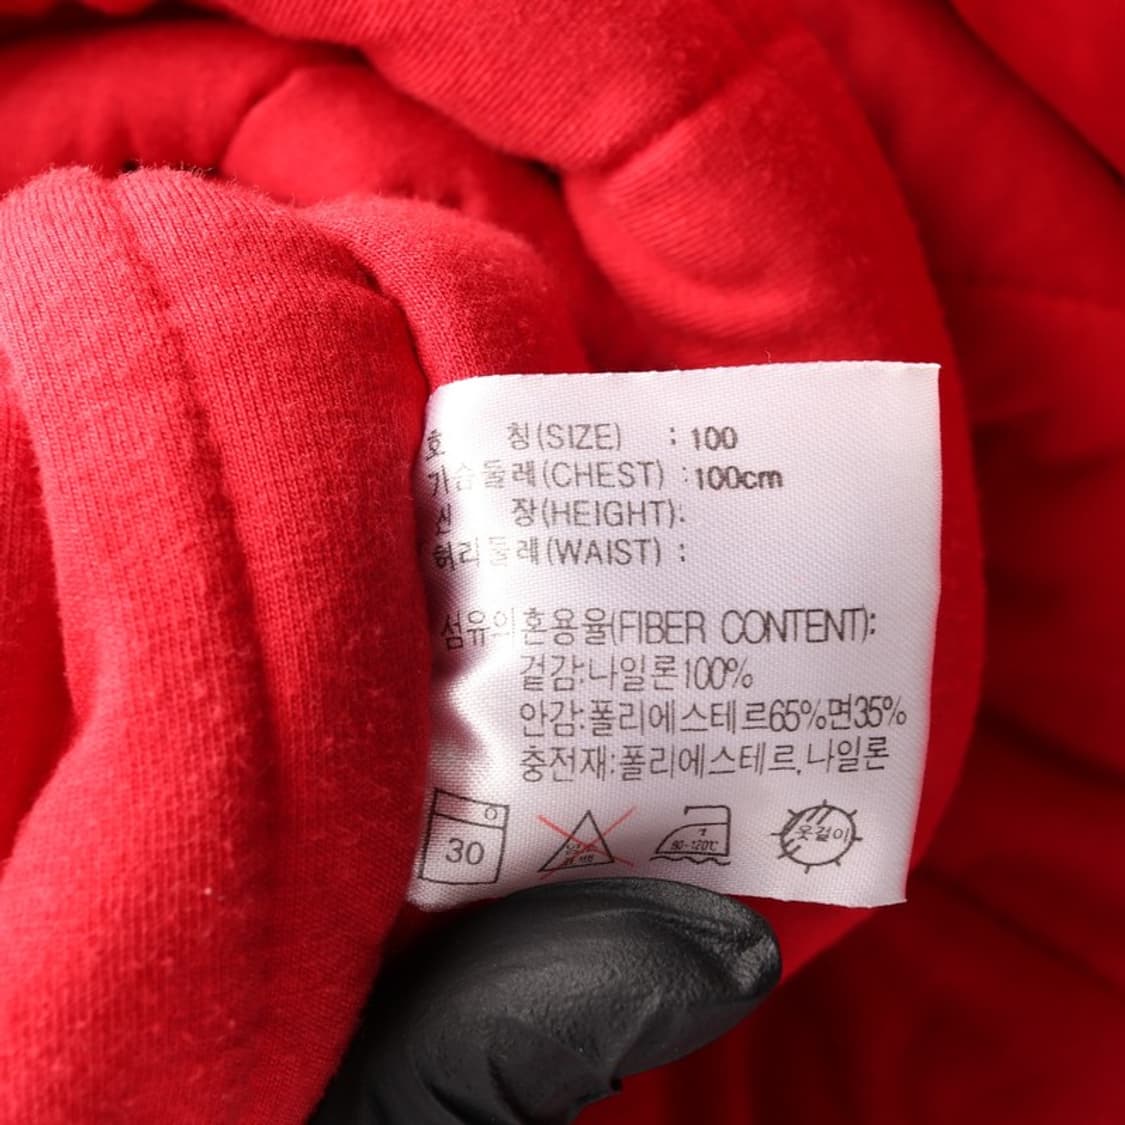 호 칭(SIZE) : 100
가슴둘레(CHEST) : 100cm
신 장(HEIGHT):
허리둘레(WAIST) :
섬유의혼용율(FIBER CONTENT):
겉감:나일론100%
안감:폴리에스테르65%면35%
충전재:폴리에스테르,나일론
30
80-120℃
옷걸이